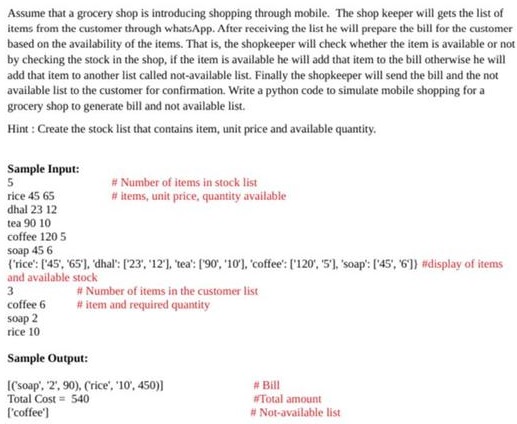 Assume that a grocery shop is introducing shopping through mobile. The shop keeper will gets the list of
items from the customer through whatsApp. After receiving the list he will prepare the bill for the customer
based on the availability of the items. That is, the shopkeeper will check whether the item is available or not
by checking the stock in the shop, if the item is available he will add that item to the bill otherwise he will
add that item to another list called not-available list. Finally the shopkeeper will send the bill and the not
available list to the customer for confirmation. Write a python code to simulate mobile shopping for a
grocery shop to generate bill and not available list.
Hint : Create the stock list that contains item, unit price and available quantity.
Sample Input:
5 # Number of items in stock list
rice 45 65 # items, unit price, quantity available
dhal 23 12
tea 90 10
coffee 120 5
soap 45 6
{'rice': ['45', '65'], 'dhal': ['23', '12'], 'tea': ['90', '10'], 'coffee': ['120', '5'], 'soap': ['45', '6']} #display of items
and available stock
3 # Number of items in the customer list
coffee 6 # item and required quantity
soap 2
rice 10
Sample Output:
[('soap', '2', 90), ('rice', '10', 450)] # Bill
Total Cost = 540 #Total amount
['coffee'] # Not-available list